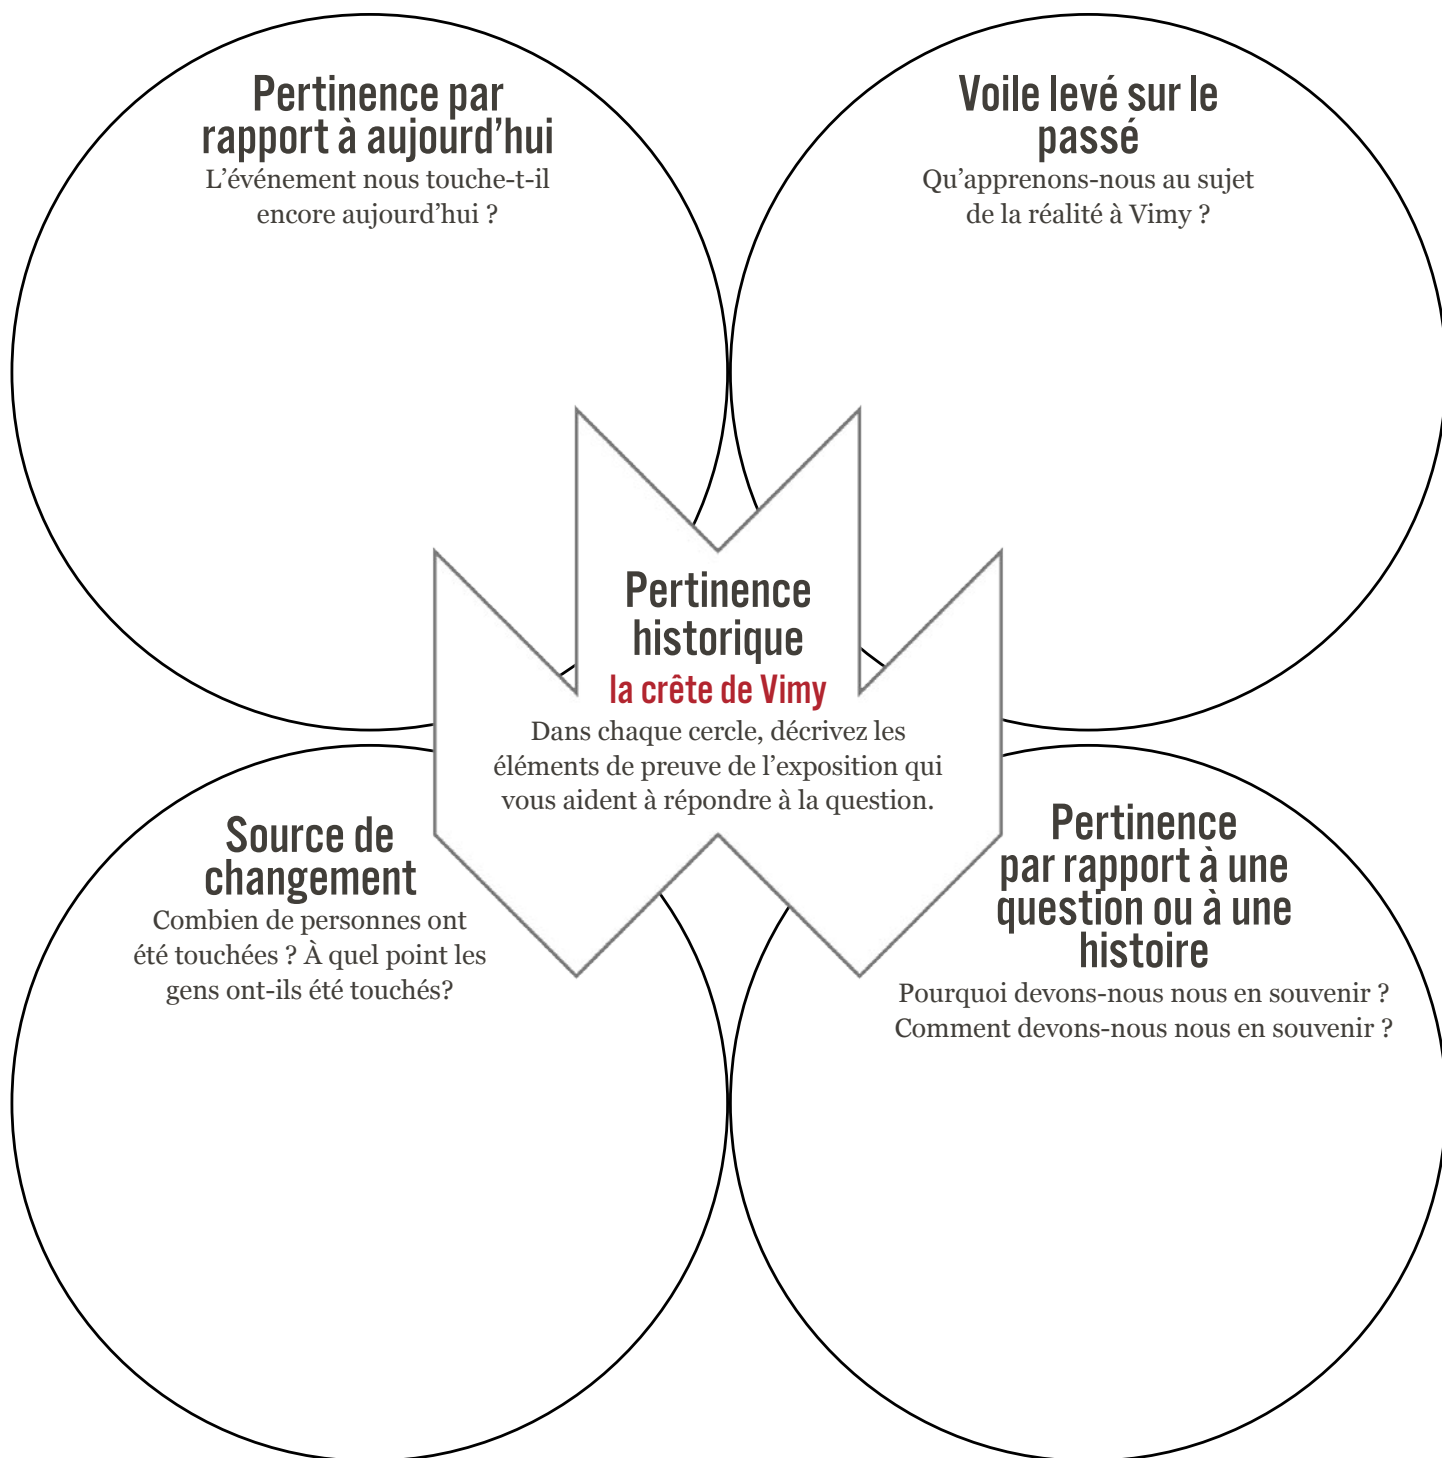 Pertinence par
rapport à aujourd’hui
L’événement nous touche-t-il
encore aujourd’hui ?
Voile levé sur le
passé
Qu’apprenons-nous au sujet
de la réalité à Vimy ?
Pertinence
historique
la crête de Vimy
Dans chaque cercle, décrivez les
éléments de preuve de l’exposition qui
vous aident à répondre à la question.
Source de
changement
Combien de personnes ont
été touchées ? À quel point les
gens ont-ils été touchés?
Pertinence
par rapport à une
question ou à une
histoire
Pourquoi devons-nous nous en souvenir ?
Comment devons-nous nous en souvenir ?